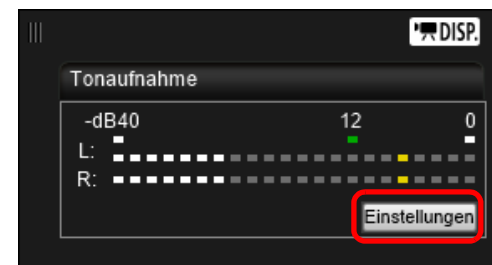 DISP.
Tonaufnahme
-dB40 12 0
L:
R:
Einstellungen